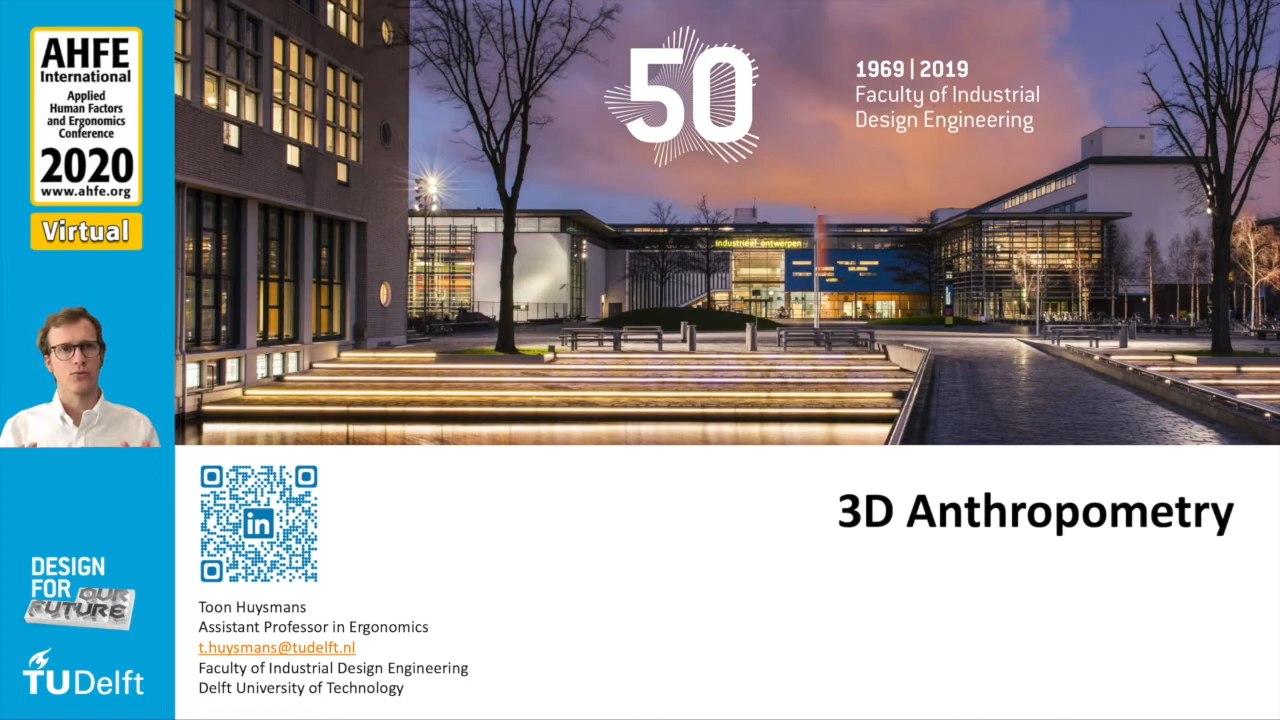 AHFE
International
Applied
Human Factors
and Ergonomics
Conference
2020
www.ahfe.org
Virtual
50
1969 | 2019
Faculty of Industrial
Design Engineering
industrieel ontwerpen
3D Anthropometry
in
Toon Huysmans
Assistant Professor in Ergonomics
t.huysmans@tudelft.nl
Faculty of Industrial Design Engineering
Delft University of Technology
DESIGN
FOR OUR
FUTURE
TUDelft